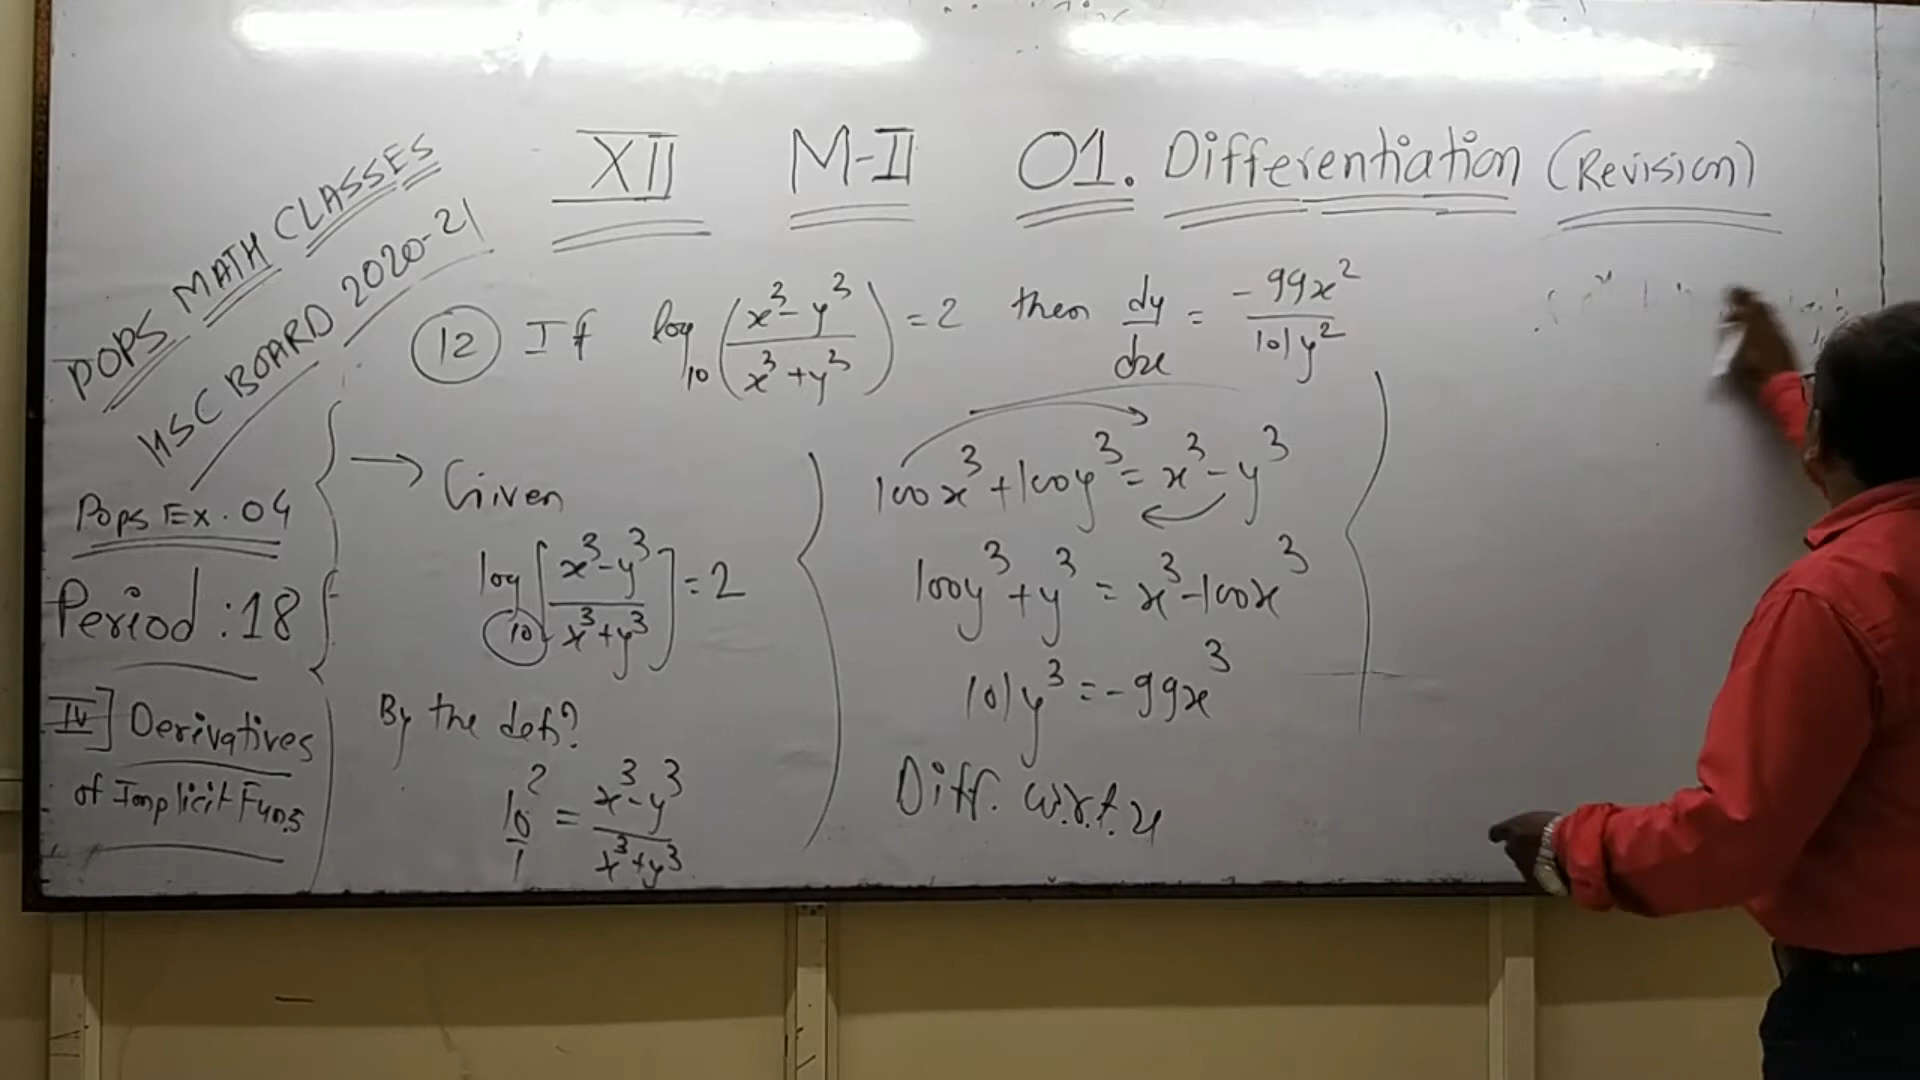 XII M-II 01. Differentiation (Revision)
POPS MATH CLASSES
HSC BOARD 2020-21
Pops Ex. 04
Period : 18
IV] Derivatives
of Implicit Funs
(12) If log₁₀((x³-y³)/(x³+y³)) = 2 then dy/dx = -99x²/101y²
→ Given
log₁₀[(x³-y³)/(x³+y³)] = 2
By the defn
10²/1 = (x³-y³)/(x³+y³)
100x³+100y³ = x³-y³
100y³+y³ = x³-100x³
101y³ = -99x³
Diff. w.r.t. x